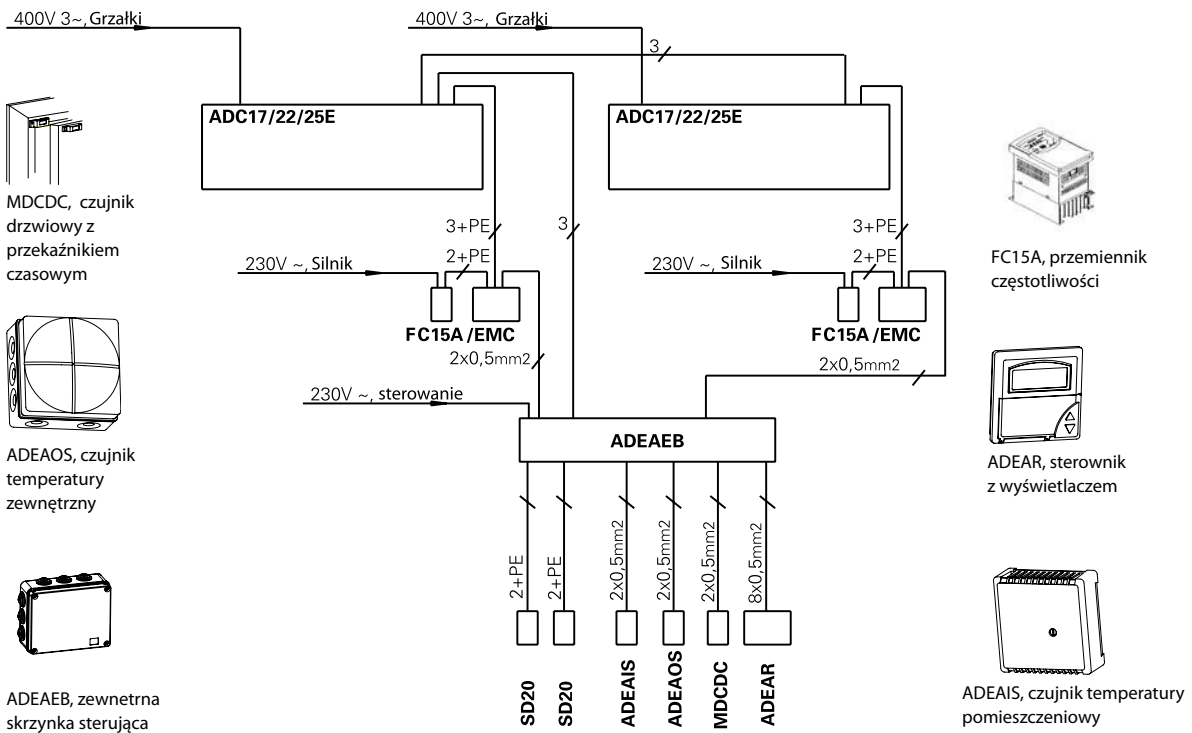 400V 3~, Grzałki
400V 3~, Grzałki
3
ADC17/22/25E
ADC17/22/25E
MDCDC, czujnik
drzwiowy z
przekaźnikiem
czasowym
3+PE
3
3+PE
230V ~, Silnik
2+PE
230V ~, Silnik
2+PE
FC15A, przemiennik
częstotliwości
FC15A/EMC
FC15A/EMC
2x0,5mm2
2x0,5mm2
230V ~, sterowanie
ADEAEB
ADEAOS, czujnik
temperatury
zewnętrzny
ADEAR, sterownik
z wyświetlaczem
2+PE
2+PE
2x0,5mm2
2x0,5mm2
2x0,5mm2
8x0,5mm2
SD20
SD20
ADEAIS
ADEAOS
MDCDC
ADEAR
ADEAEB, zewnetrna
skrzynka sterująca
ADEAIS, czujnik temperatury
pomieszczeniowy